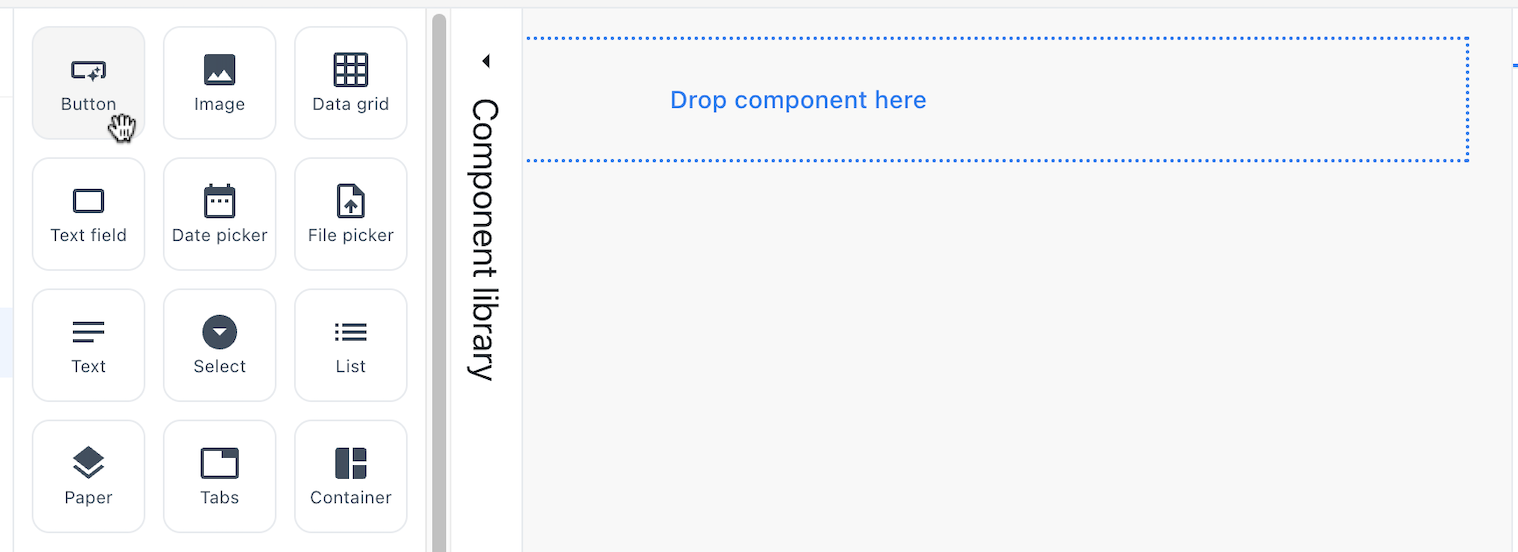 Button
Image
Data grid
Text field
Date picker
File picker
Text
Select
List
Paper
Tabs
Container
Component library
Drop component here